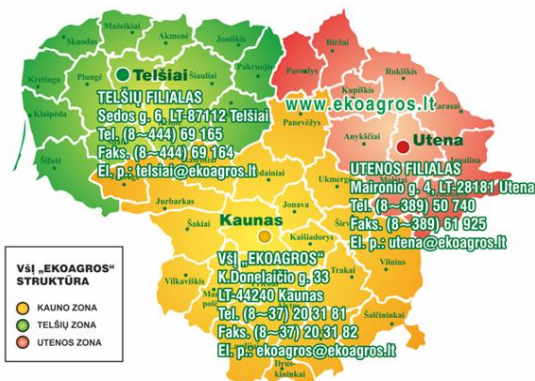 Mažeikiai
Skuodas
Akmenė
Joniškis
Biržai
Kretinga
Plungė
Telšiai
Šiauliai
Pakruojis
Pasvalys
Rokiškis
Kupiškis
Klaipėda
TELŠIŲ FILIALAS
Sedos g. 6, LT-87112 Telšiai
Tel. (8~444) 69 165
Faks. (8~444) 69 164
El. p.: telsiai@ekoagros.lt
www.ekoagros.lt
Panevėžys
Anykščiai
Utena
Šilutė
UTENOS FILIALAS
Maironio g. 4, LT-28181 Utena
Tel. (8~389) 50 740
Faks. (8~389) 61 925
El. p.: utena@ekoagros.lt
Jurbarkas
Jonava
Šakiai
Kaunas
Kaišiadorys
VšĮ „EKOAGROS“
K.Donelaičio g. 33
LT-44240 Kaunas
Tel. (8~37) 20 31 81
Faks. (8~37) 20 31 82
El. p.: ekoagros@ekoagros.lt
Vilkaviškis
Trakai
Vilnius
Šalčininkai
Drus-
kininkai
VšĮ „EKOAGROS“
STRUKTŪRA
KAUNO ZONA
TELŠIŲ ZONA
UTENOS ZONA